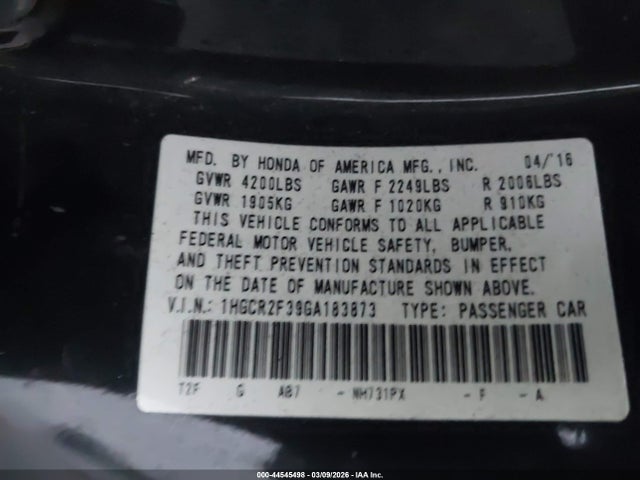 MFD. BY HONDA OF AMERICA MFG., INC. 04/'16
GVWR 4200LBS GAWR F 2249LBS R 2006LBS
GVWR 1905KG GAWR F 1020KG R 910KG
THIS VEHICLE CONFORMS TO ALL APPLICABLE
FEDERAL MOTOR VEHICLE SAFETY, BUMPER,
AND THEFT PREVENTION STANDARDS IN EFFECT
ON THE DATE OF MANUFACTURE SHOWN ABOVE.
V.I.N.: 1HGCR2F39GA183873 TYPE: PASSENGER CAR
T2F G A07 - NH731PX - F - A
000-44545498 - 03/09/2026 - IAA Inc.